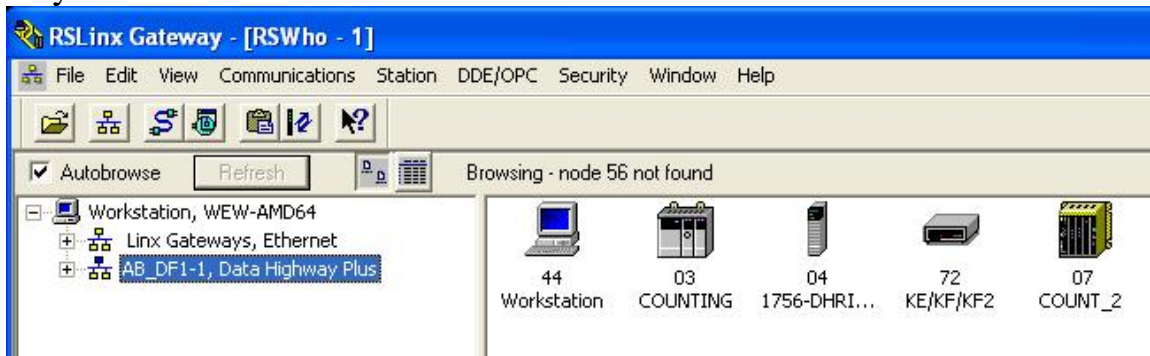 RSLinx Gateway - [RSWho - 1]
File Edit View Communications Station DDE/OPC Security Window Help
Autobrowse Refresh Browsing - node 56 not found
Workstation, WEW-AMD64
Linx Gateways, Ethernet
AB_DF1-1, Data Highway Plus
44 03 04 72 07
Workstation COUNTING 1756-DHRI... KE/KF/KF2 COUNT_2